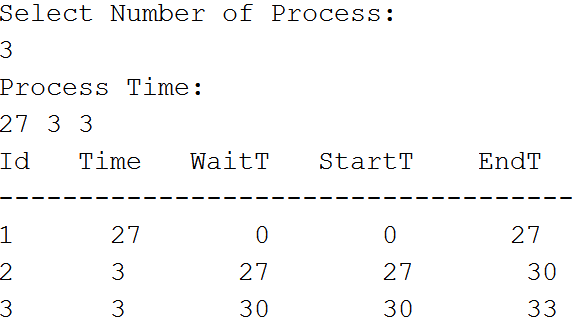 Select Number of Process:
3
Process Time:
27 3 3
Id Time WaitT StartT EndT
------------------------------------
1 27 0 0 27
2 3 27 27 30
3 3 30 30 33